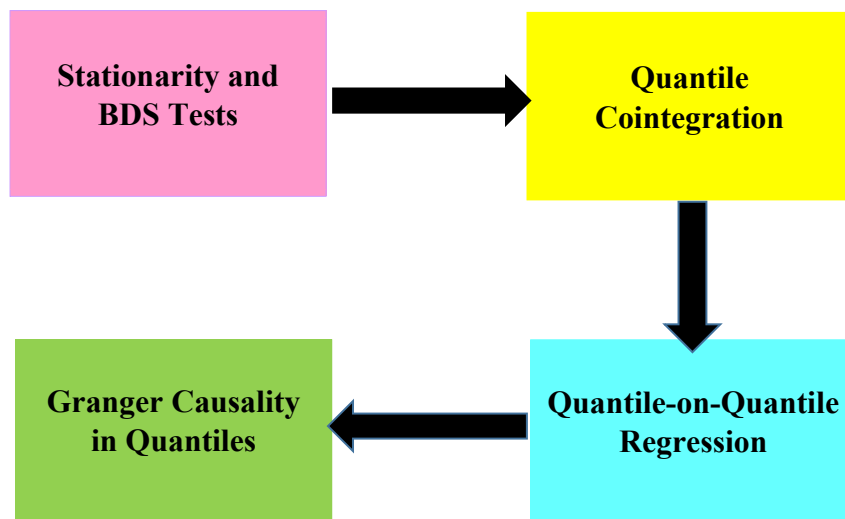 Stationarity and
BDS Tests
Quantile
Cointegration
Quantile-on-Quantile
Regression
Granger Causality
in Quantiles